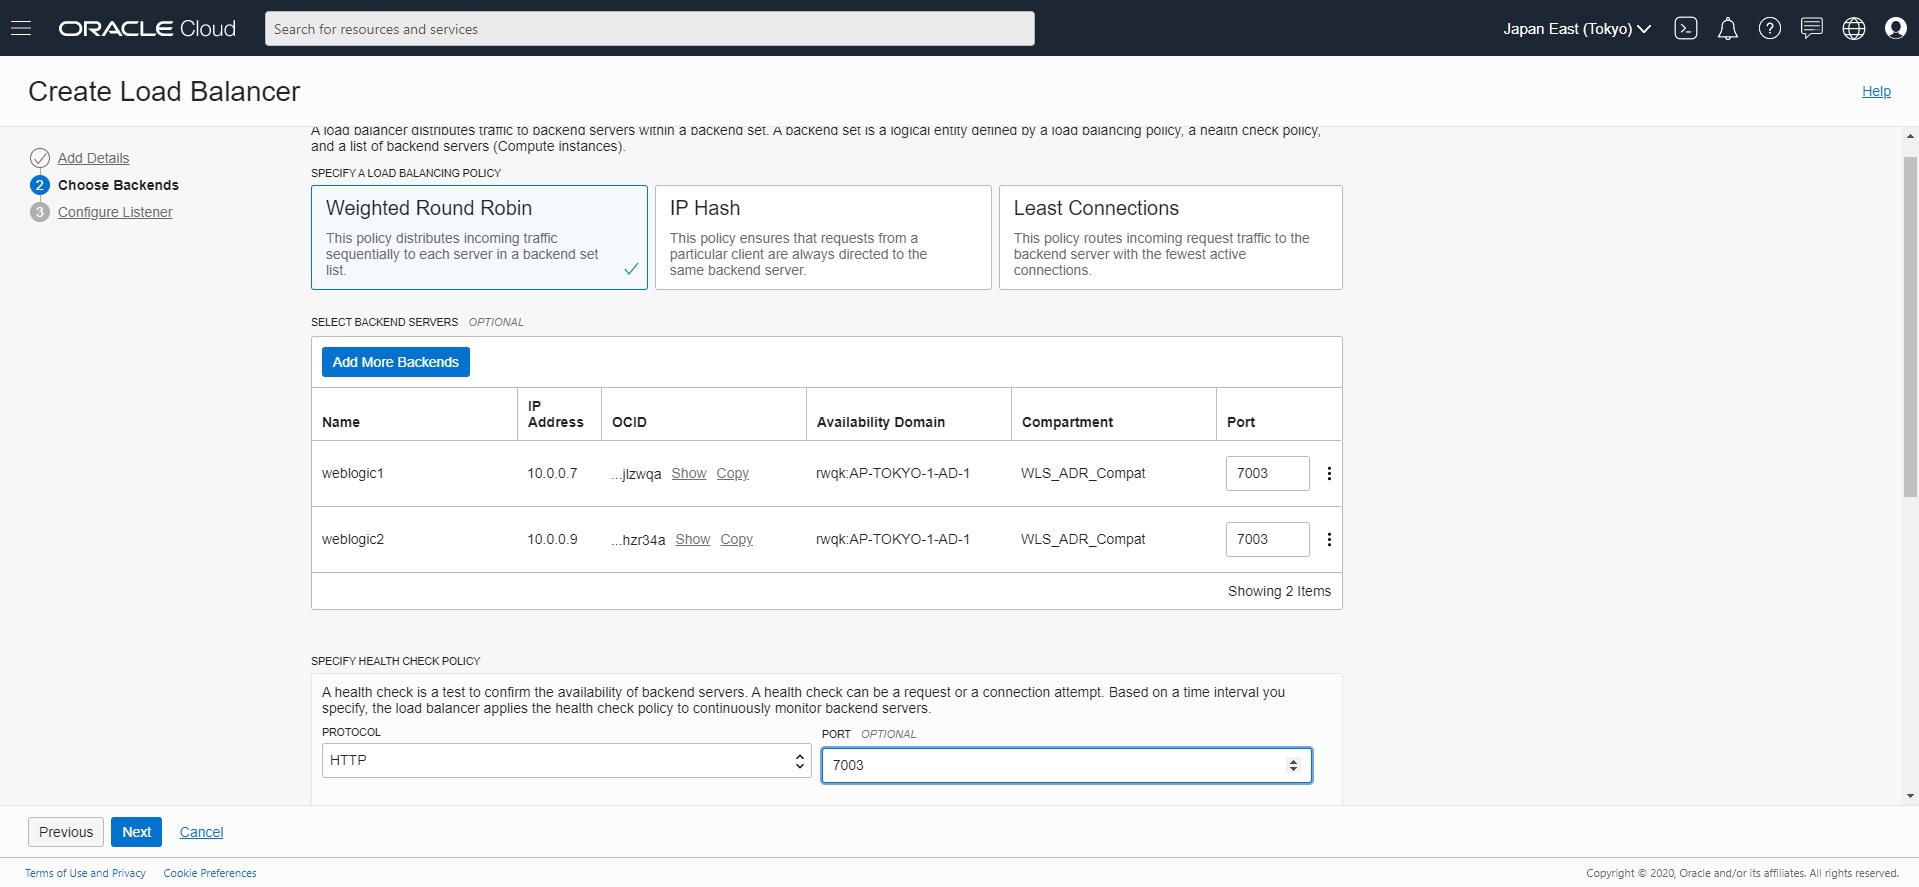 ORACLE Cloud
Search for resources and services
Japan East (Tokyo)
Create Load Balancer
Help
Add Details
2 Choose Backends
3 Configure Listener
A load balancer distributes traffic to backend servers within a backend set. A backend set is a logical entity defined by a load balancing policy, a health check policy,
and a list of backend servers (Compute instances).
SPECIFY A LOAD BALANCING POLICY
Weighted Round Robin
This policy distributes incoming traffic
sequentially to each server in a backend set
list.
IP Hash
This policy ensures that requests from a
particular client are always directed to the
same backend server.
Least Connections
This policy routes incoming request traffic to the
backend server with the fewest active
connections.
SELECT BACKEND SERVERS OPTIONAL
Add More Backends
Name IP Address OCID Availability Domain Compartment Port
weblogic1 10.0.0.7 ...jlzwqa Show Copy rwqk:AP-TOKYO-1-AD-1 WLS_ADR_Compat 7003
weblogic2 10.0.0.9 ...hzr34a Show Copy rwqk:AP-TOKYO-1-AD-1 WLS_ADR_Compat 7003
Showing 2 Items
SPECIFY HEALTH CHECK POLICY
A health check is a test to confirm the availability of backend servers. A health check can be a request or a connection attempt. Based on a time interval you
specify, the load balancer applies the health check policy to continuously monitor backend servers.
PROTOCOL
HTTP
PORT OPTIONAL
7003
Previous Next Cancel
Terms of Use and Privacy Cookie Preferences
Copyright © 2020, Oracle and/or its affiliates. All rights reserved.